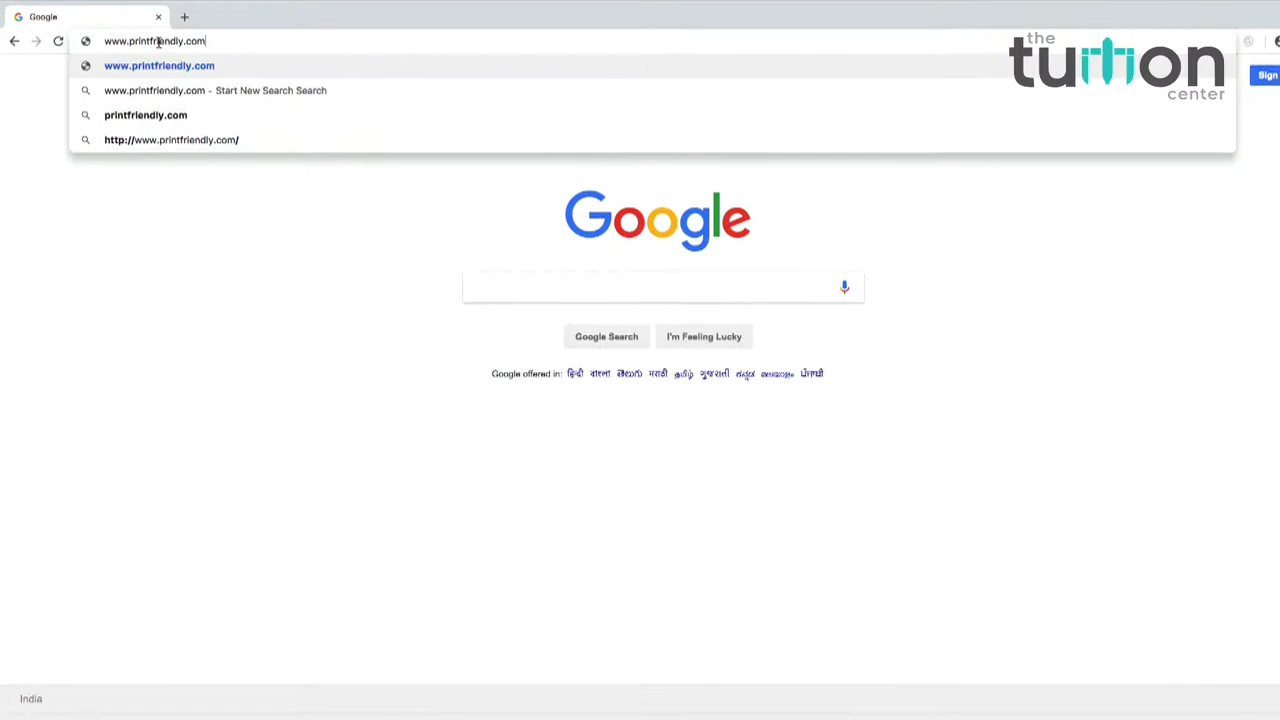 Google
www.printfriendly.com
the
tuition
center
www.printfriendly.com
Sign
www.printfriendly.com - Start New Search Search
printfriendly.com
http://www.printfriendly.com/
Google
Google Search
I'm Feeling Lucky
Google offered in: हिन्दी বাংলা తెలుగు मराठी தமிழ் ગુજરાતી ಕನ್ನಡ മലയാളം ਪੰਜਾਬੀ
India